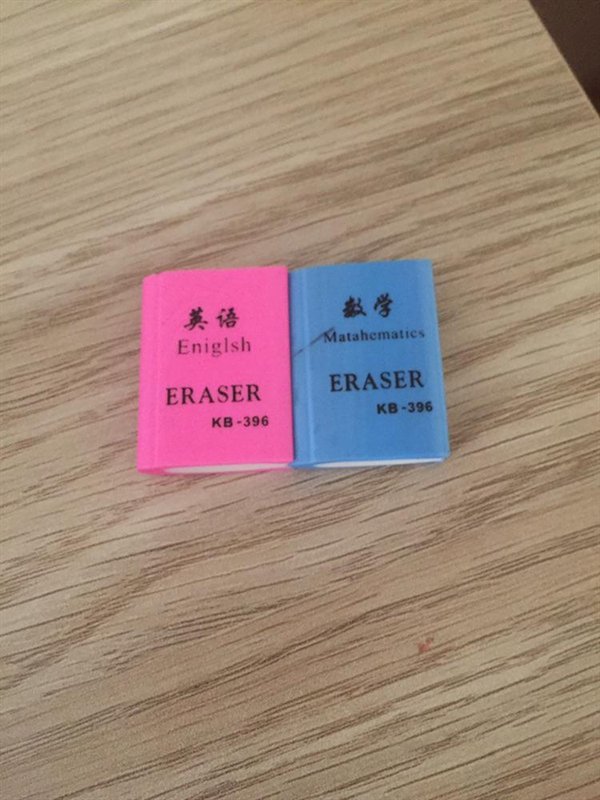 英语
Eniglsh
ERASER
KB-396
数学
Matahematics
ERASER
KB-396